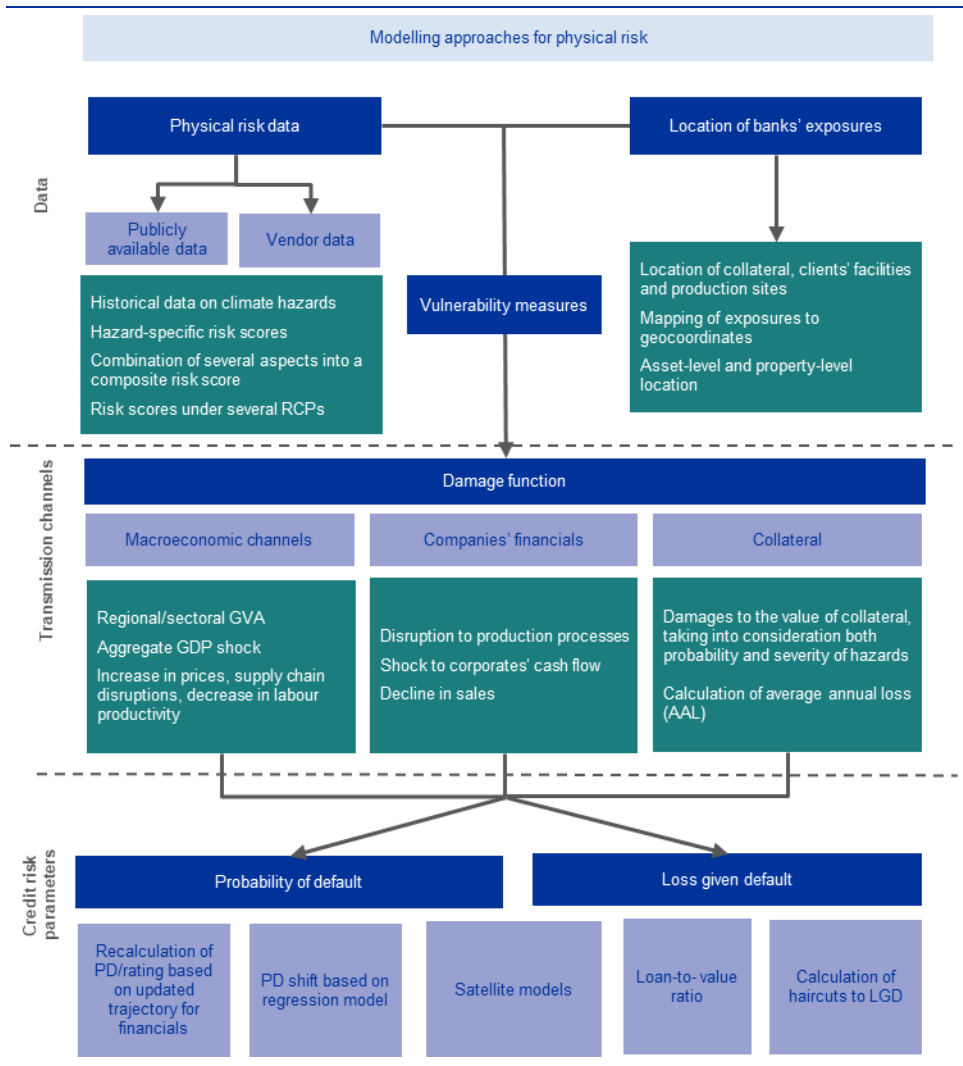 Modelling approaches for physical risk
Physical risk data
Location of banks' exposures
Data
Publicly
available data
Vendor data
Historical data on climate hazards
Hazard-specific risk scores
Combination of several aspects into a
composite risk score
Risk scores under several RCPs
Vulnerability measures
Location of collateral, clients' facilities
and production sites
Mapping of exposures to
geocoordinates
Asset-level and property-level
location
Transmission channels
Damage function
Macroeconomic channels
Companies' financials
Collateral
Regional/sectoral GVA
Aggregate GDP shock
Increase in prices, supply chain
disruptions, decrease in labour
productivity
Disruption to production processes
Shock to corporates' cash flow
Decline in sales
Damages to the value of collateral,
taking into consideration both
probability and severity of hazards
Calculation of average annual loss
(AAL)
Credit risk
parameters
Probability of default
Loss given default
Recalculation of
PD/rating based
on updated
trajectory for
financials
PD shift based on
regression model
Satellite models
Loan-to- value
ratio
Calculation of
haircuts to LGD